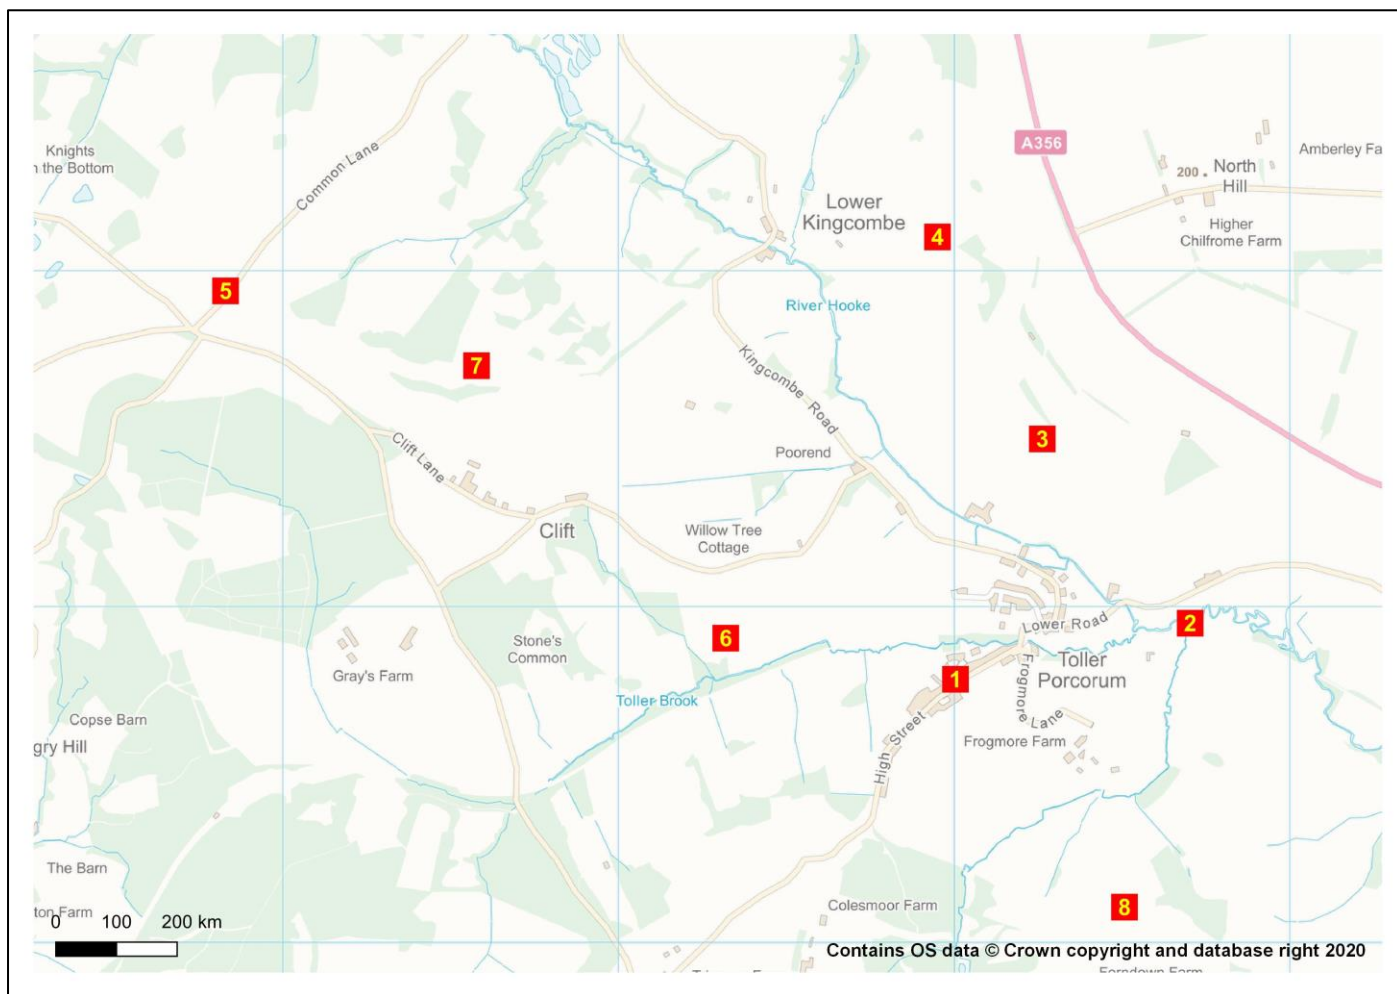 A356
Knights
n the Bottom
Common Lane
200
North
Hill
Amberley Fa
Lower
Kingcombe
4
Higher
Chilfrome Farm
5
River Hooke
7
Kingcombe Road
3
Clift Lane
Poorend
Clift
Willow Tree
Cottage
2
Lower Road
6
Stone's
Common
Gray's Farm
Toller
Porcorum
1
Frogmore Lane
Toller Brook
Copse Barn
gry Hill
High Street
Frogmore Farm
The Barn
ton Farm
Colesmoor Farm
8
0 100 200 km
Contains OS data © Crown copyright and database right 2020
Ferndown Farm